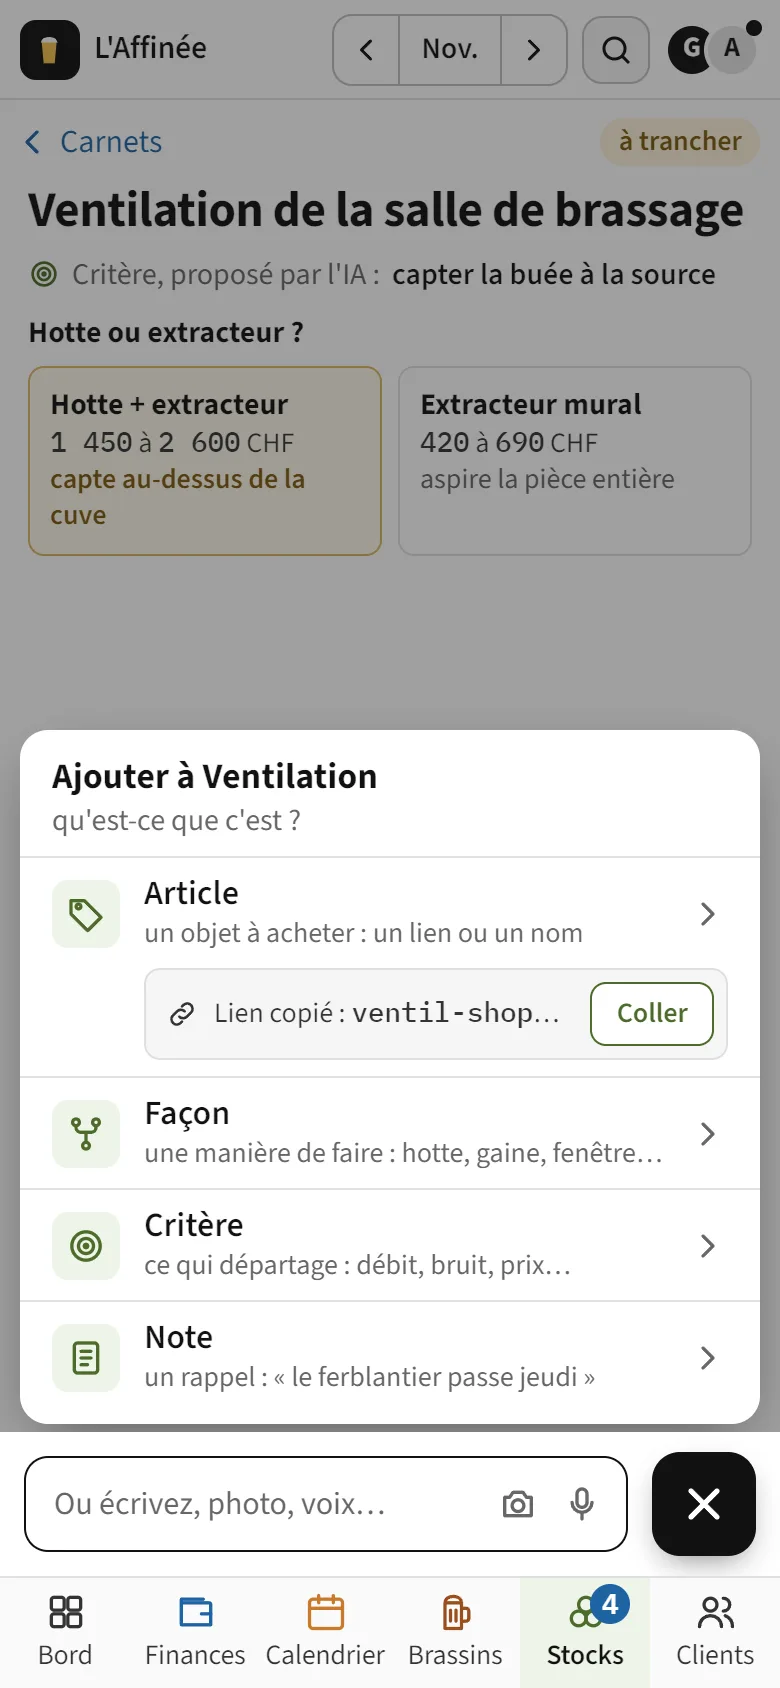 L'Affinée
Nov.
G
A
Carnets
à trancher
Ventilation de la salle de brassage
Critère, proposé par l'IA : capter la buée à la source
Hotte ou extracteur ?
Hotte + extracteur
1 450 à 2 600 CHF
capte au-dessus de la
cuve
Extracteur mural
420 à 690 CHF
aspire la pièce entière
Ajouter à Ventilation
qu'est-ce que c'est ?
Article
un objet à acheter : un lien ou un nom
Lien copié : ventil-shop…
Coller
Façon
une manière de faire : hotte, gaine, fenêtre…
Critère
ce qui départage : débit, bruit, prix…
Note
un rappel : « le ferblantier passe jeudi »
Ou écrivez, photo, voix…
4
Bord
Finances
Calendrier
Brassins
Stocks
Clients